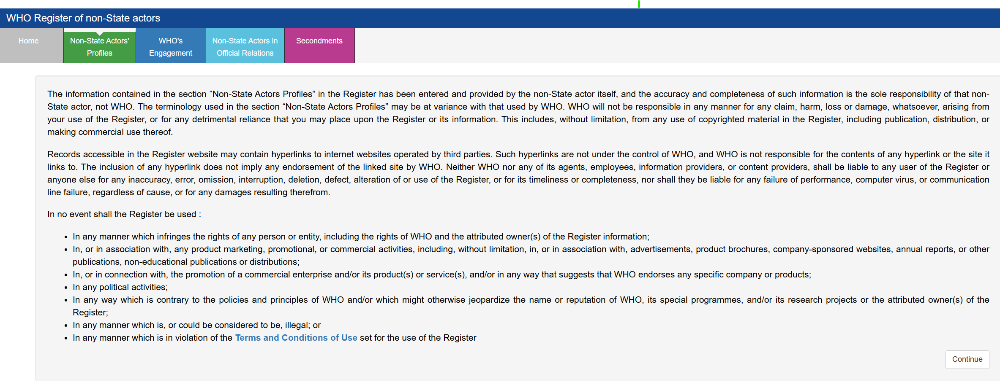 WHO Register of non-State actors
Home
Non-State Actors'
Profiles
WHO's
Engagement
Non-State Actors in
Official Relations
Secondments
The information contained in the section “Non-State Actors Profiles” in the Register has been entered and provided by the non-State actor itself, and the accuracy and completeness of such information is the sole responsibility of that non-
State actor, not WHO. The terminology used in the section “Non-State Actors Profiles” may be at variance with that used by WHO. WHO will not be responsible in any manner for any claim, harm, loss or damage, whatsoever, arising from
your use of the Register, or for any detrimental reliance that you may place upon the Register or its information. This includes, without limitation, from any use of copyrighted material in the Register, including publication, distribution, or
making commercial use thereof.
Records accessible in the Register website may contain hyperlinks to internet websites operated by third parties. Such hyperlinks are not under the control of WHO, and WHO is not responsible for the contents of any hyperlink or the site it
links to. The inclusion of any hyperlink does not imply any endorsement of the linked site by WHO. Neither WHO nor any of its agents, employees, information providers, or content providers, shall be liable to any user of the Register or
anyone else for any inaccuracy, error, omission, interruption, deletion, defect, alteration of or use of the Register, or for its timeliness or completeness, nor shall they be liable for any failure of performance, computer virus, or communication
line failure, regardless of cause, or for any damages resulting therefrom.
In no event shall the Register be used :
• In any manner which infringes the rights of any person or entity, including the rights of WHO and the attributed owner(s) of the Register information;
• In, or in association with, any product marketing, promotional, or commercial activities, including, without limitation, in, or in association with, advertisements, product brochures, company-sponsored websites, annual reports, or other
publications, non-educational publications or distributions;
• In, or in connection with, the promotion of a commercial enterprise and/or its product(s) or service(s), and/or in any way that suggests that WHO endorses any specific company or products;
• In any political activities;
• In any way which is contrary to the policies and principles of WHO and/or which might otherwise jeopardize the name or reputation of WHO, its special programmes, and/or its research projects or the attributed owner(s) of the
Register;
• In any manner which is, or could be considered to be, illegal; or
• In any manner which is in violation of the Terms and Conditions of Use set for the use of the Register
Continue